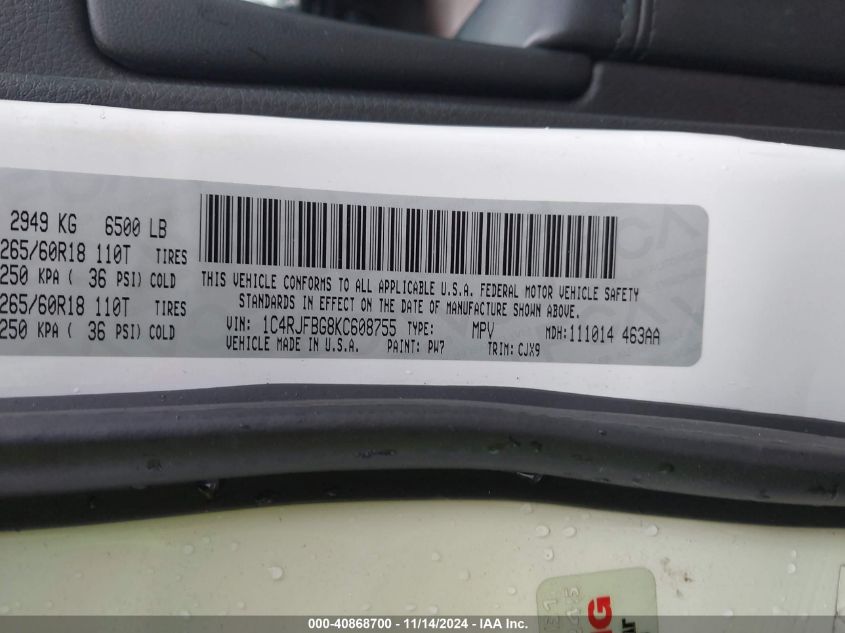 2949 KG 6500 LB
265/60R18 110T TIRES
250 KPA ( 36 PSI) COLD
265/60R18 110T TIRES
250 KPA ( 36 PSI) COLD
THIS VEHICLE CONFORMS TO ALL APPLICABLE U.S.A. FEDERAL MOTOR VEHICLE SAFETY
STANDARDS IN EFFECT ON THE DATE OF MANUFACTURE SHOWN ABOVE.
VIN: 1C4RJFBG8KC608755 TYPE: MPV MDH:111014 463AA
VEHICLE MADE IN U.S.A. PAINT: PW7 TRIM: CJX9
000-40868700 - 11/14/2024 - IAA Inc.